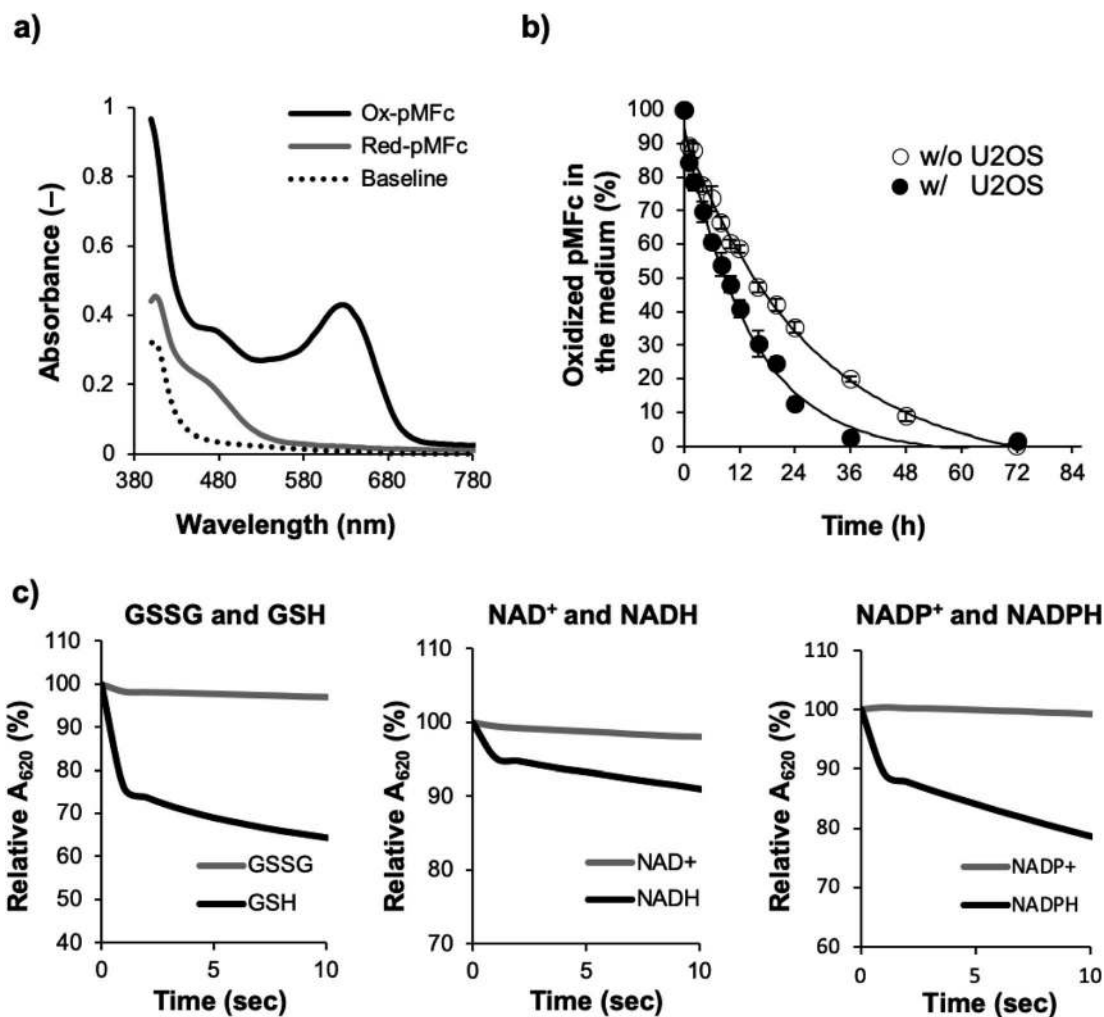 a)
Absorbance (–)
1
0.8
0.6
0.4
0.2
0
380 480 580 680 780
Wavelength (nm)
Ox-pMFc
Red-pMFc
Baseline
b)
Oxidized pMFc in
the medium (%)
100
90
80
70
60
50
40
30
20
10
0
0 12 24 36 48 60 72 84
Time (h)
w/o U2OS
w/ U2OS
c)
GSSG and GSH
Relative A620 (%)
110
100
90
80
70
60
50
40
0 5 10
Time (sec)
GSSG
GSH
NAD+ and NADH
Relative A620 (%)
110
100
90
80
70
0 5 10
Time (sec)
NAD+
NADH
NADP+ and NADPH
Relative A620 (%)
110
100
90
80
70
60
0 5 10
Time (sec)
NADP+
NADPH